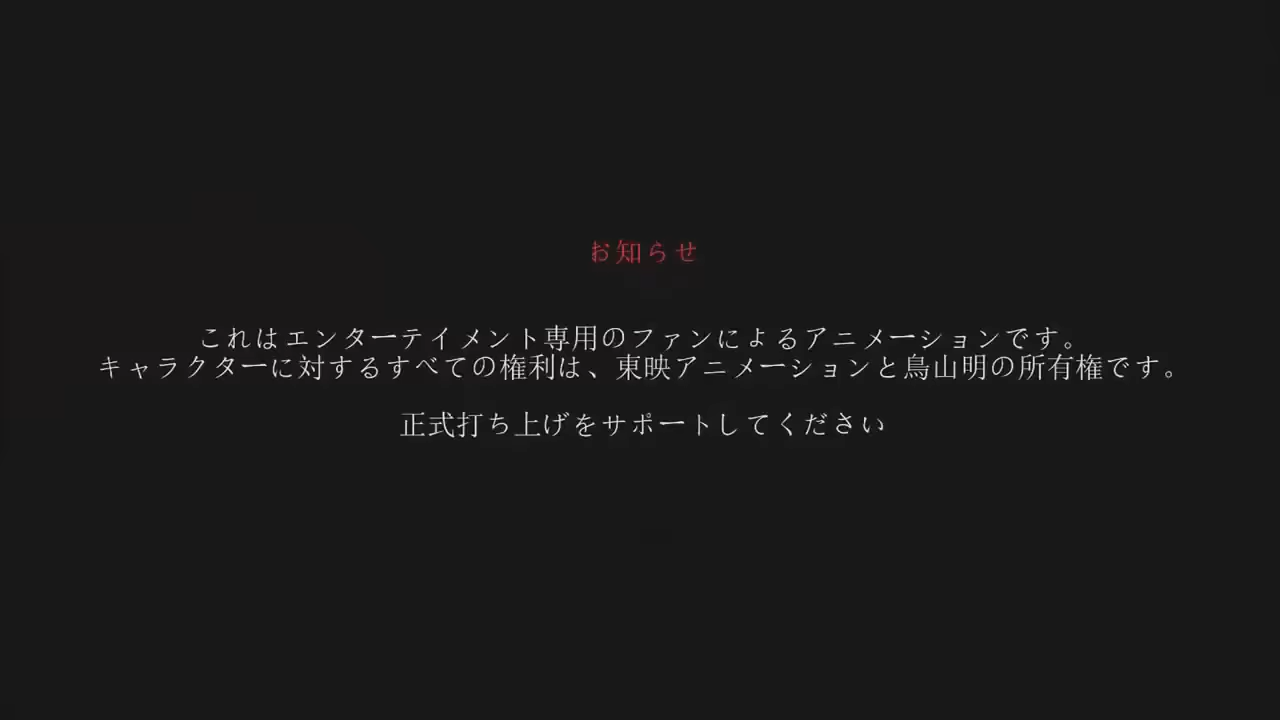 お知らせ
これはエンターテイメント専用のファンによるアニメーションです。
キャラクターに対するすべての権利は、東映アニメーションと鳥山明の所有権です。
正式打ち上げをサポートしてください